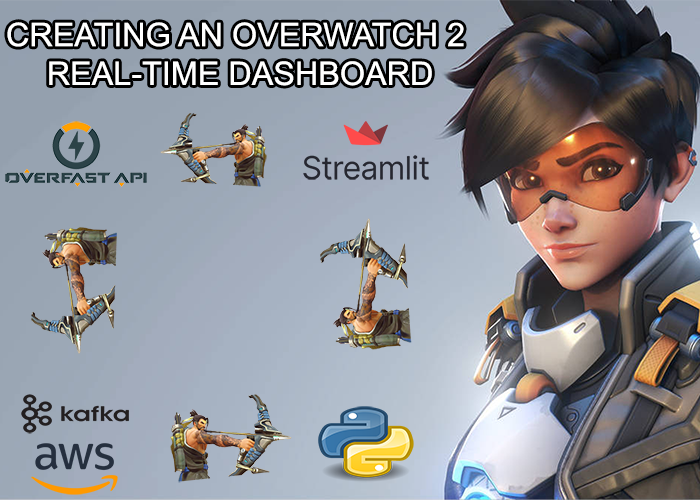 CREATING AN OVERWATCH 2
REAL-TIME DASHBOARD
OVERFAST API
Streamlit
kafka
aws